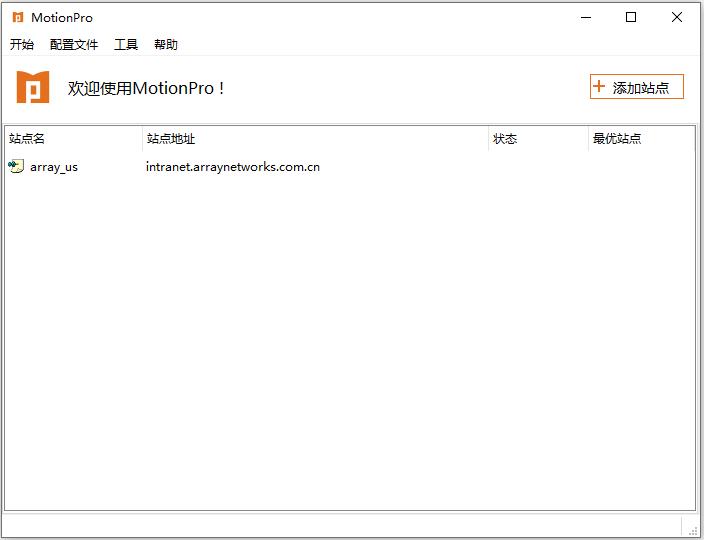 MotionPro
开始 配置文件 工具 帮助
欢迎使用MotionPro！
添加站点
站点名 站点地址 状态 最优站点
array_us intranet.arraynetworks.com.cn